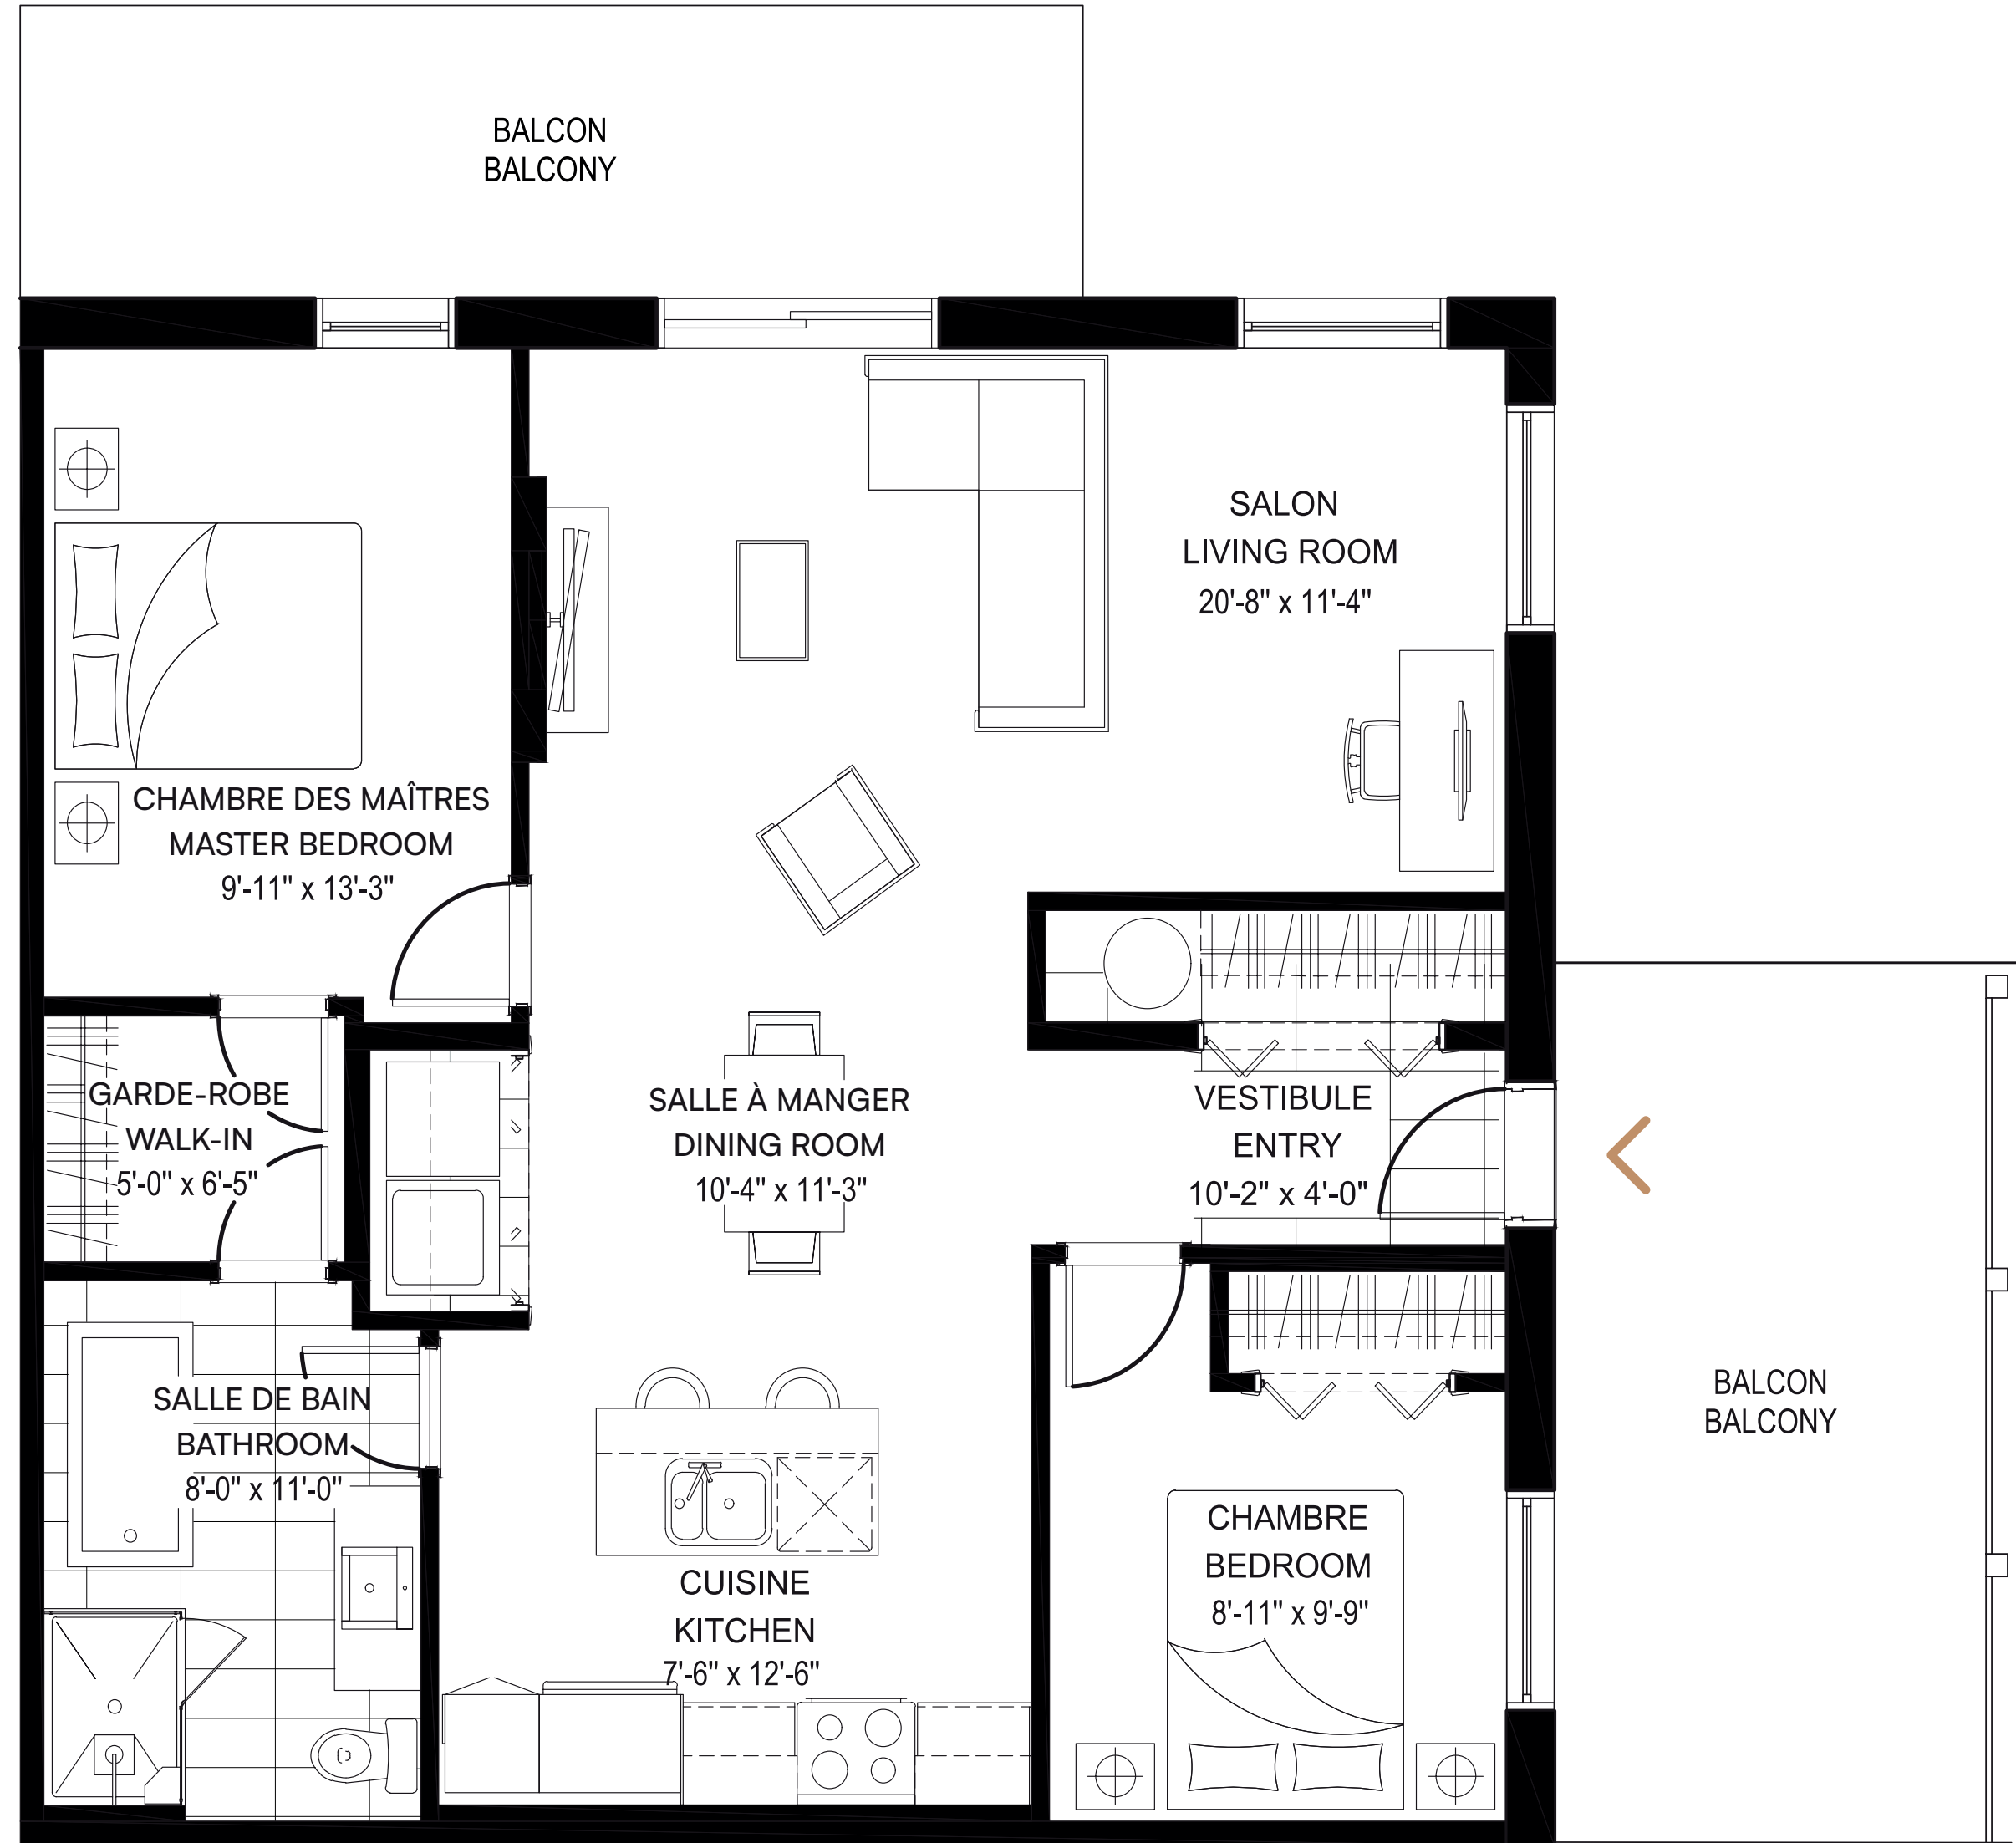 BALCON
BALCONY
SALON
LIVING ROOM
20'-8" x 11'-4"
CHAMBRE DES MAÎTRES
MASTER BEDROOM
9'-11" x 13'-3"
GARDE-ROBE
WALK-IN
5'-0" x 6'-5"
SALLE À MANGER
DINING ROOM
10'-4" x 11'-3"
VESTIBULE
ENTRY
10'-2" x 4'-0"
SALLE DE BAIN
BATHROOM
8'-0" x 11'-0"
BALCON
BALCONY
CUISINE
KITCHEN
7'-6" x 12'-6"
CHAMBRE
BEDROOM
8'-11" x 9'-9"